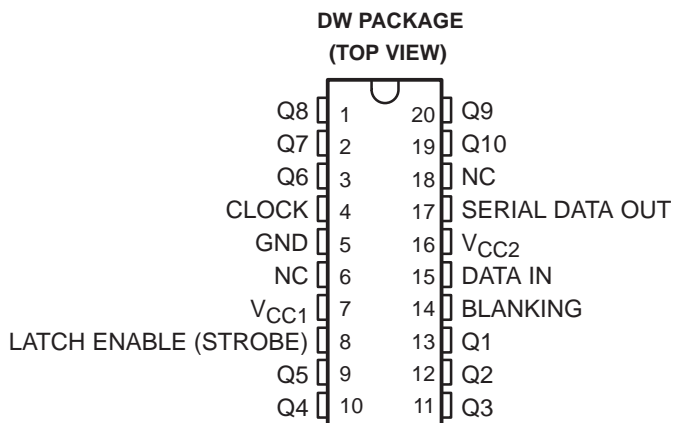 DW PACKAGE
(TOP VIEW)
Q8 1 20 Q9
Q7 2 19 Q10
Q6 3 18 NC
CLOCK 4 17 SERIAL DATA OUT
GND 5 16 VCC2
NC 6 15 DATA IN
VCC1 7 14 BLANKING
LATCH ENABLE (STROBE) 8 13 Q1
Q5 9 12 Q2
Q4 10 11 Q3